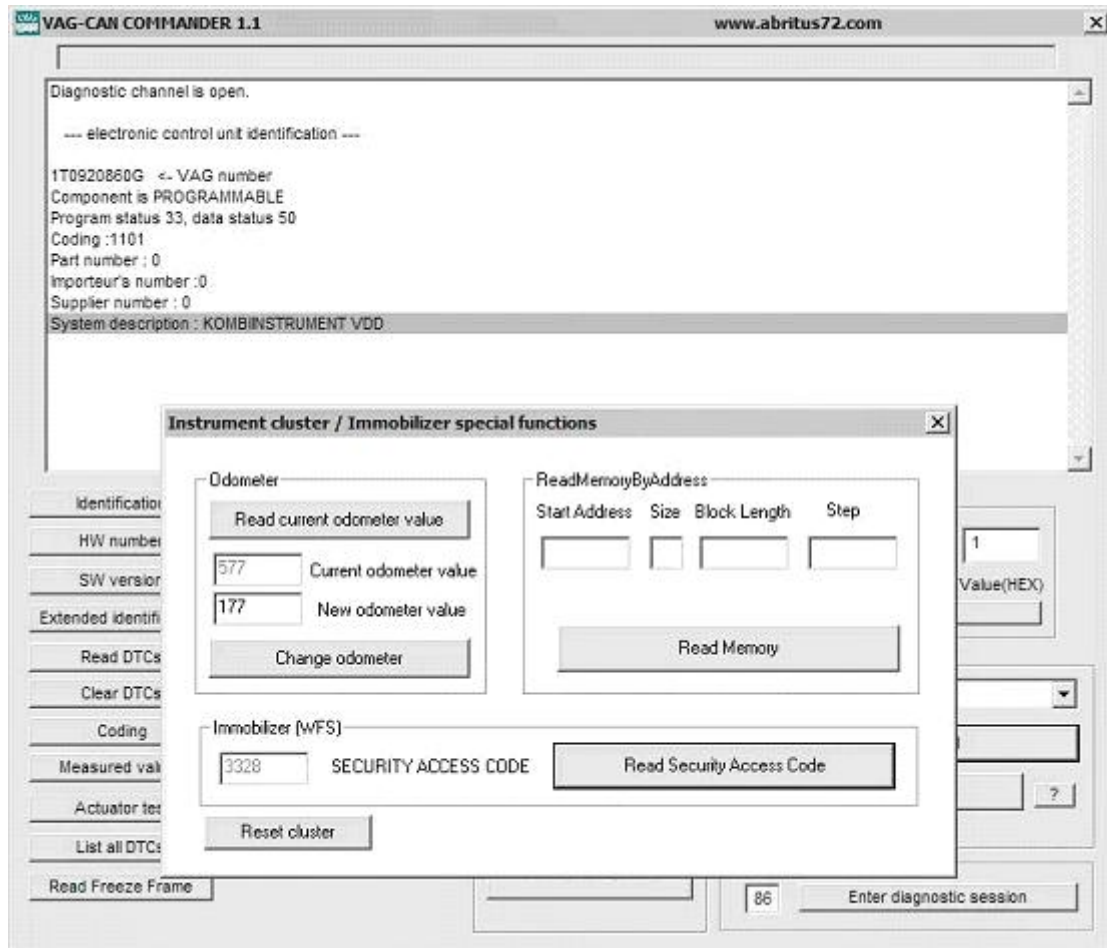 VAG-CAN COMMANDER 1.1 www.abritus72.com
Diagnostic channel is open.
--- electronic control unit identification ---
1T0920860G <- VAG number
Component is PROGRAMMABLE
Program status 33, data status 50
Coding :1101
Part number : 0
Importeur's number :0
Supplier number : 0
System description : KOMBIINSTRUMENT VDD
Instrument cluster / Immobilizer special functions
Odometer
Read current odometer value
577 Current odometer value
177 New odometer value
Change odometer
ReadMemoryByAddress
Start Address Size Block Length Step
Read Memory
Immobilizer (WFS)
3328 SECURITY ACCESS CODE Read Security Access Code
Reset cluster
Identification
HW number
SW version
Extended identifi
Read DTCs
Clear DTCs
Coding
Measured val
Actuator tes
List all DTCs
Read Freeze Frame
1
Value(HEX)
?
86 Enter diagnostic session